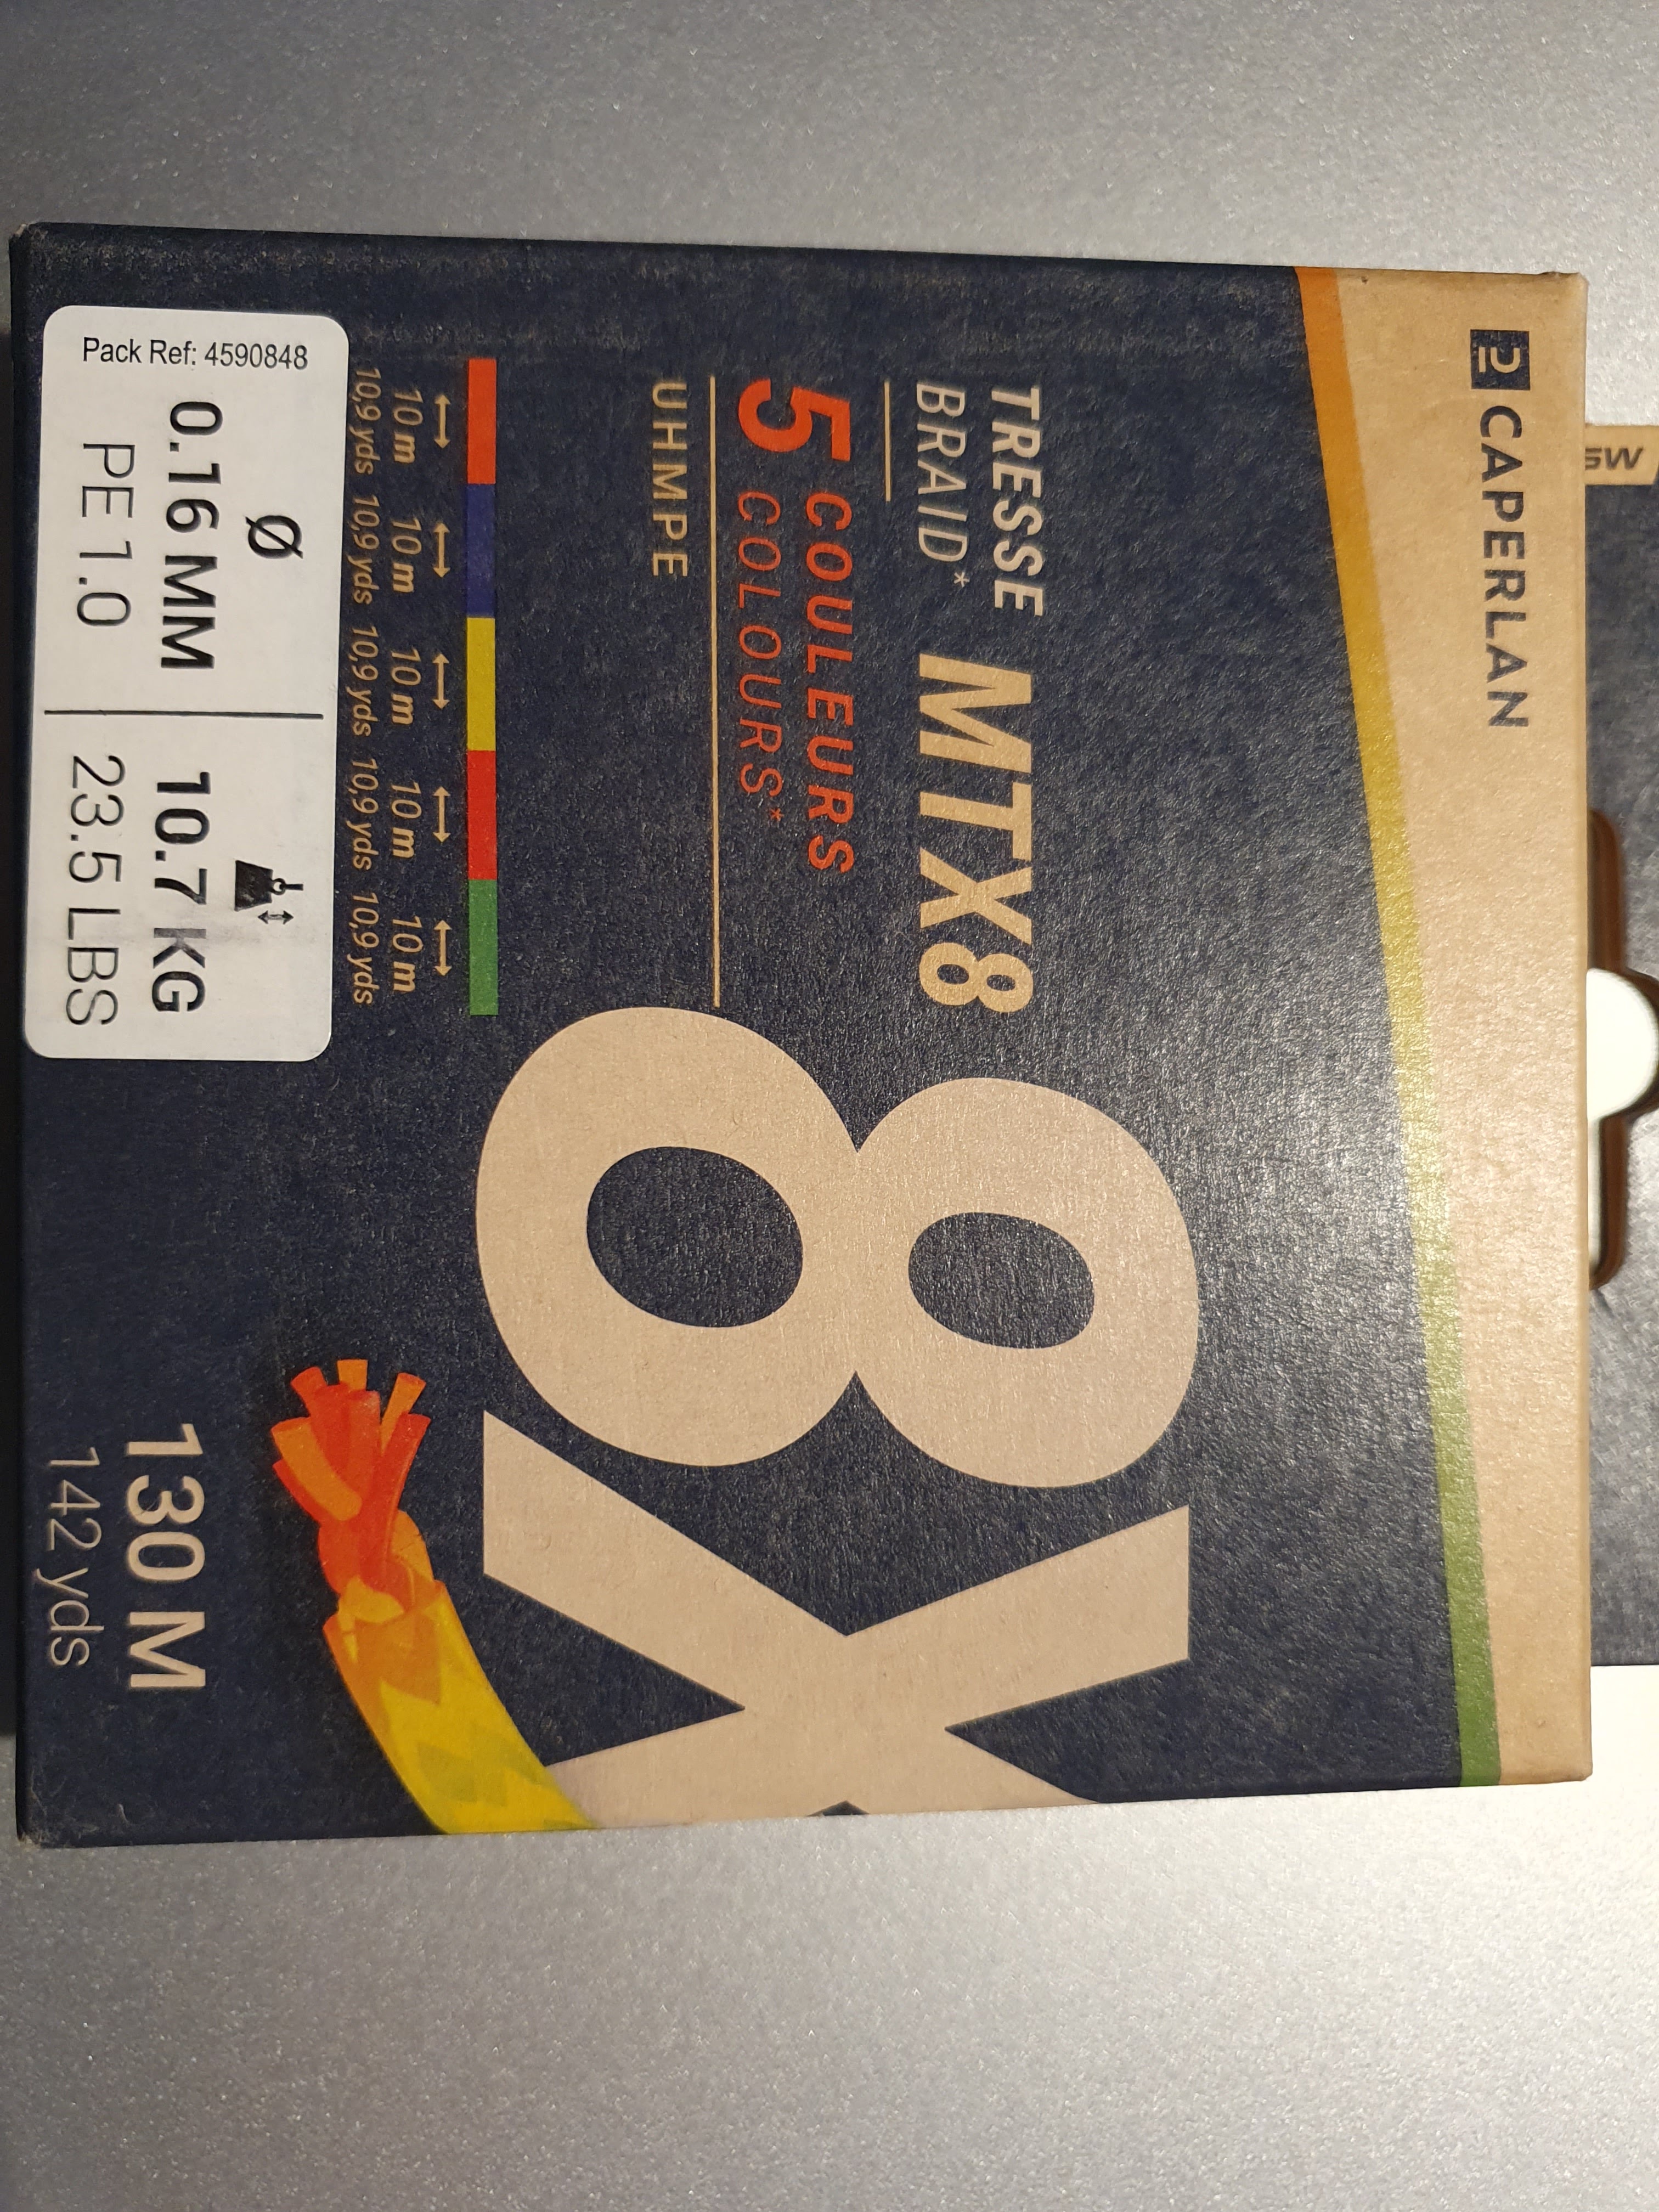 SW
CAPERLAN
TRESSE MTX8
BRAID*
5 COULEURS
COLOURS*
UHMPE
8X
10 m 10 m 10 m 10 m 10 m
10,9 yds 10,9 yds 10,9 yds 10,9 yds 10,9 yds
Pack Ref: 4590848
Ø
0.16 MM
PE 1.0
10.7 KG
23.5 LBS
130 M
142 yds